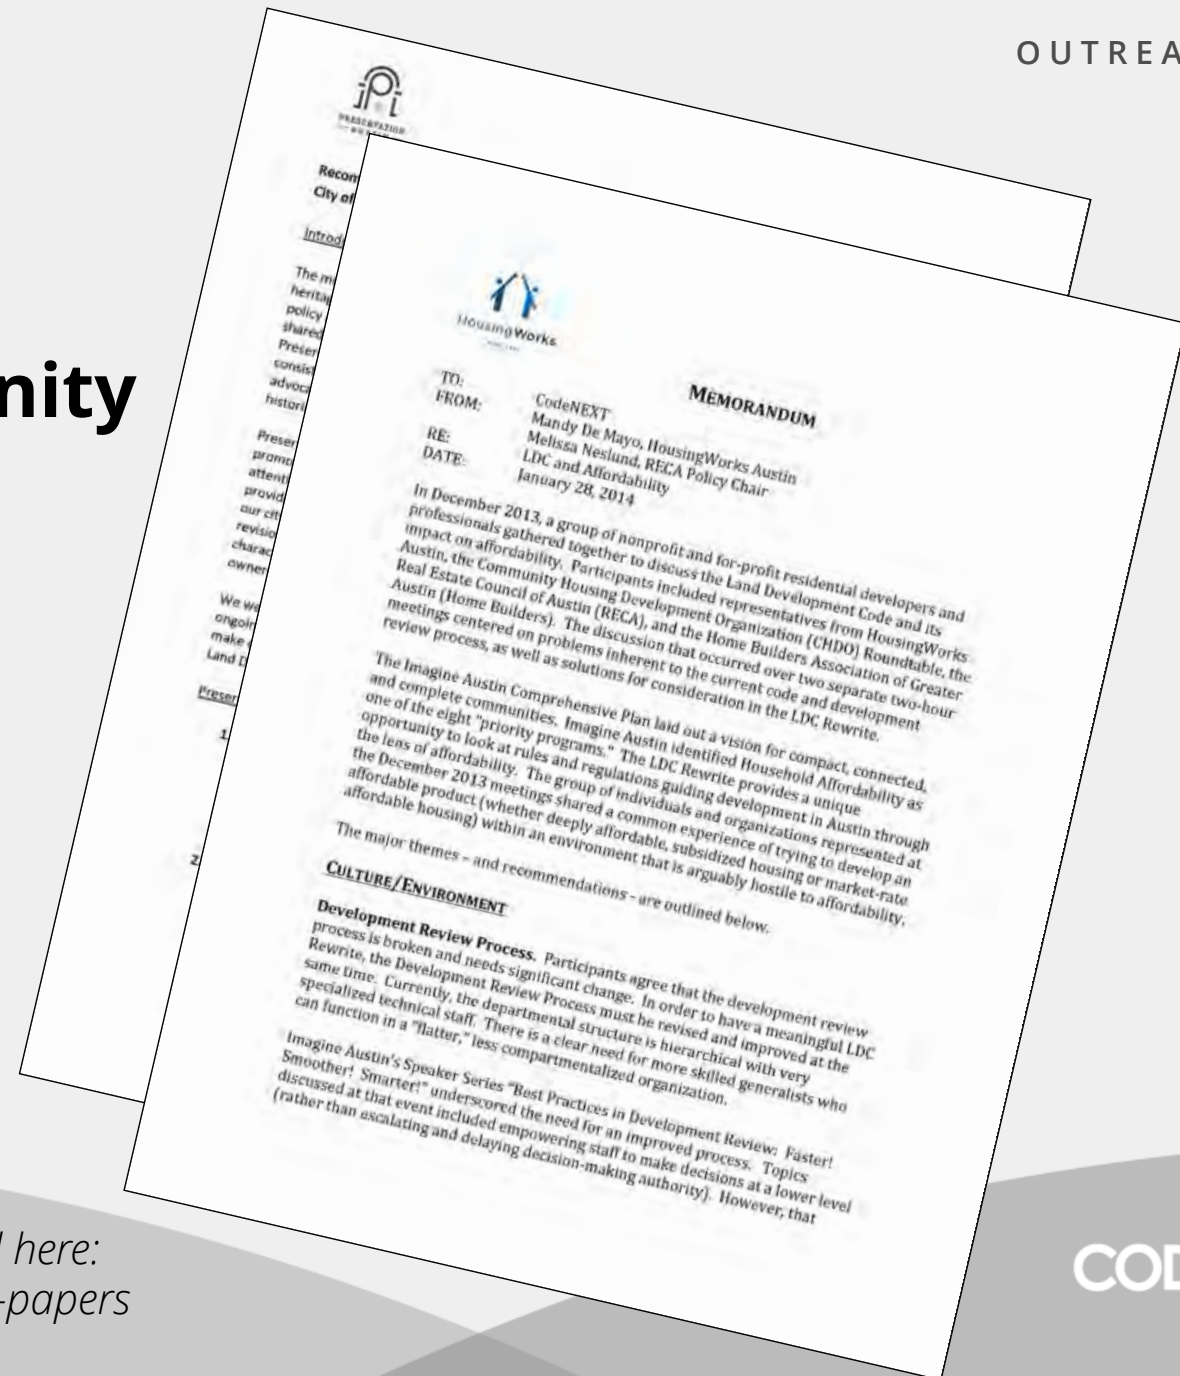 OUTREA
nity
PRESERVATION
Recom
City of
Introd
The m
heritag
policy
shared
Preser
consist
advoca
histori
Preser
promo
attenti
provid
our cit
revisio
charac
owner
We we
ongoin
make
Land D
Preser
1.
2.
HousingWorks
MEMORANDUM
TO: CodeNEXT
FROM: Mandy De Mayo, HousingWorks Austin
Melissa Neslund, RECA Policy Chair
RE: LDC and Affordability
DATE: January 28, 2014
In December 2013, a group of nonprofit and for-profit residential developers and
professionals gathered together to discuss the Land Development Code and its
impact on affordability. Participants included representatives from HousingWorks
Austin, the Community Housing Development Organization (CHDO) Roundtable, the
Real Estate Council of Austin (RECA), and the Home Builders Association of Greater
Austin (Home Builders). The discussion that occurred over two separate two-hour
meetings centered on problems inherent to the current code and development
review process, as well as solutions for consideration in the LDC Rewrite.
The Imagine Austin Comprehensive Plan laid out a vision for compact, connected,
and complete communities. Imagine Austin identified Household Affordability as
one of the eight "priority programs." The LDC Rewrite provides a unique
opportunity to look at rules and regulations guiding development in Austin through
the lens of affordability. The group of individuals and organizations represented at
the December 2013 meetings shared a common experience of trying to develop an
affordable product (whether deeply affordable, subsidized housing or market-rate
affordable housing) within an environment that is arguably hostile to affordability.
The major themes – and recommendations - are outlined below.
CULTURE/ENVIRONMENT
Development Review Process. Participants agree that the development review
process is broken and needs significant change. In order to have a meaningful LDC
Rewrite, the Development Review Process must be revised and improved at the
same time. Currently, the departmental structure is hierarchical with very
specialized technical staff. There is a clear need for more skilled generalists who
can function in a "flatter," less compartmentalized organization.
Imagine Austin's Speaker Series "Best Practices in Development Review: Faster!
Smoother! Smarter!" underscored the need for an improved process. Topics
discussed at that event included empowering staff to make decisions at a lower level
(rather than escalating and delaying decision-making authority). However, that
here:
-papers
COD